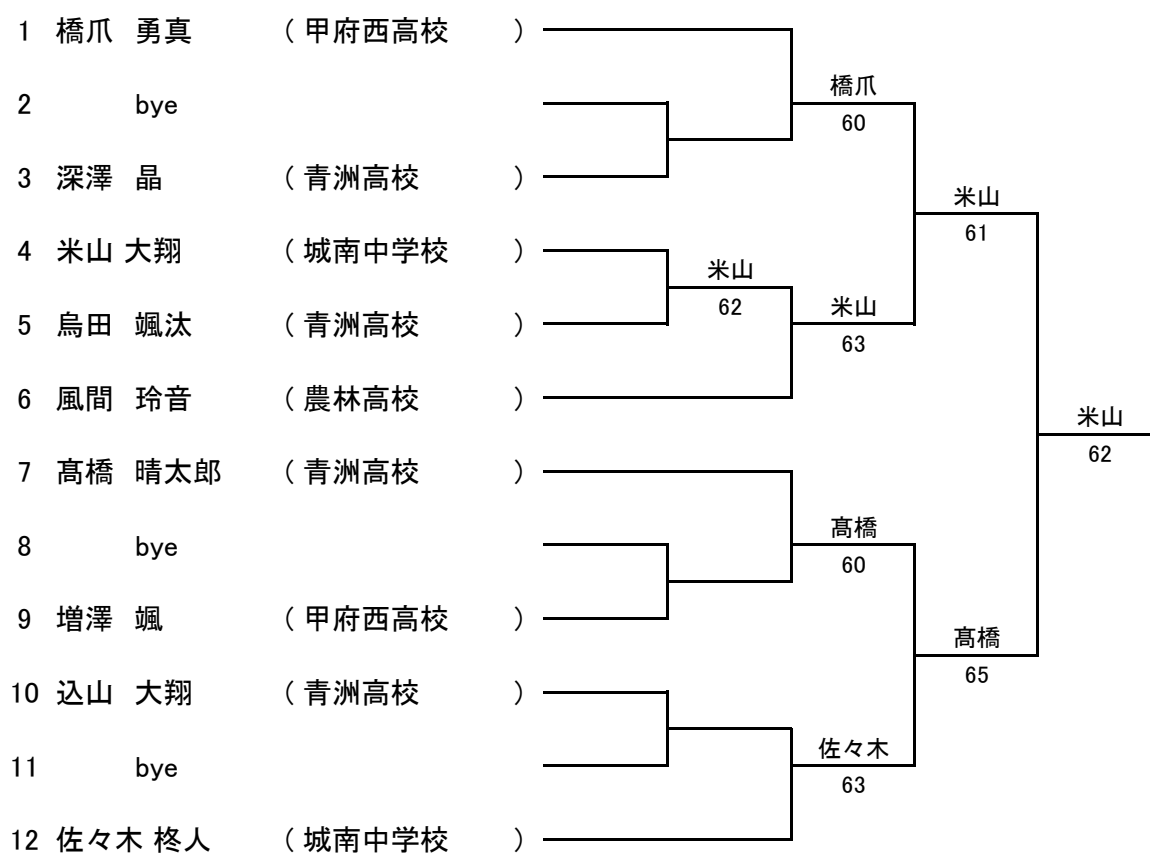 1 橋爪 勇真 ( 甲府西高校 )
橋爪
2 bye
60
3 深澤 晶 ( 青洲高校 )
米山
61
4 米山 大翔 ( 城南中学校 )
米山
62
米山
5 烏田 颯汰 ( 青洲高校 )
63
6 風間 玲音 ( 農林高校 )
米山
62
7 髙橋 晴太郎 ( 青洲高校 )
髙橋
8 bye
60
9 増澤 颯 ( 甲府西高校 )
髙橋
65
10 込山 大翔 ( 青洲高校 )
佐々木
11 bye
63
12 佐々木 柊人 ( 城南中学校 )